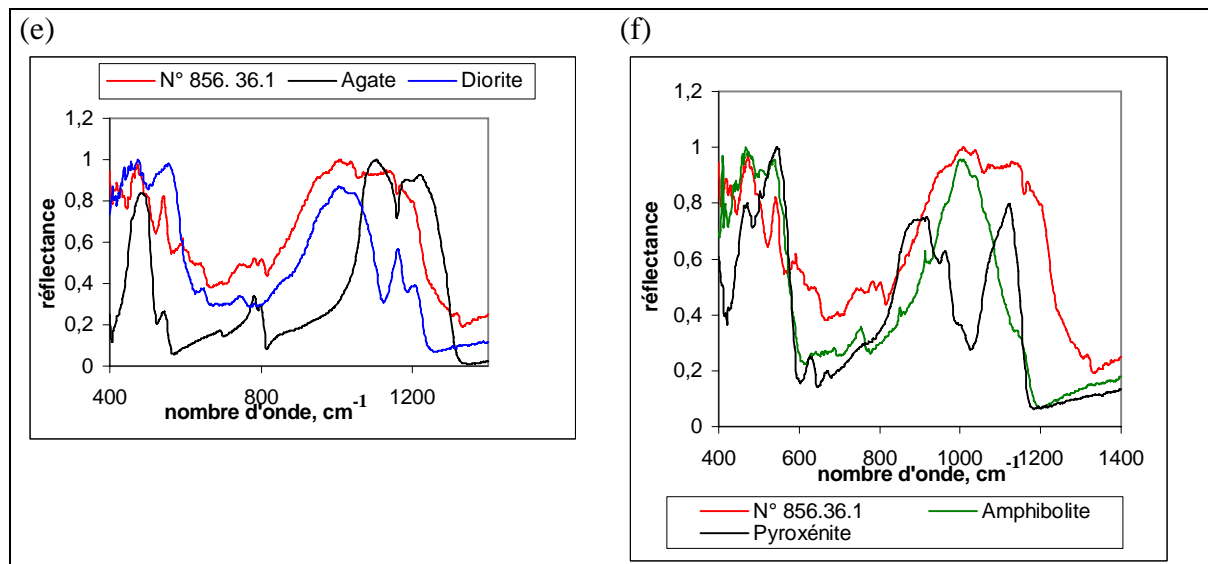 (e)
N° 856. 36.1 Agate Diorite
1,2
1
0,8
0,6
0,4
0,2
0
réflectance
400 800 1200
nombre d'onde, cm-1
(f)
1,2
1
0,8
0,6
0,4
0,2
0
réflectance
400 600 800 1000 1200 1400
nombre d'onde, cm-1
N° 856.36.1 Amphibolite
Pyroxénite